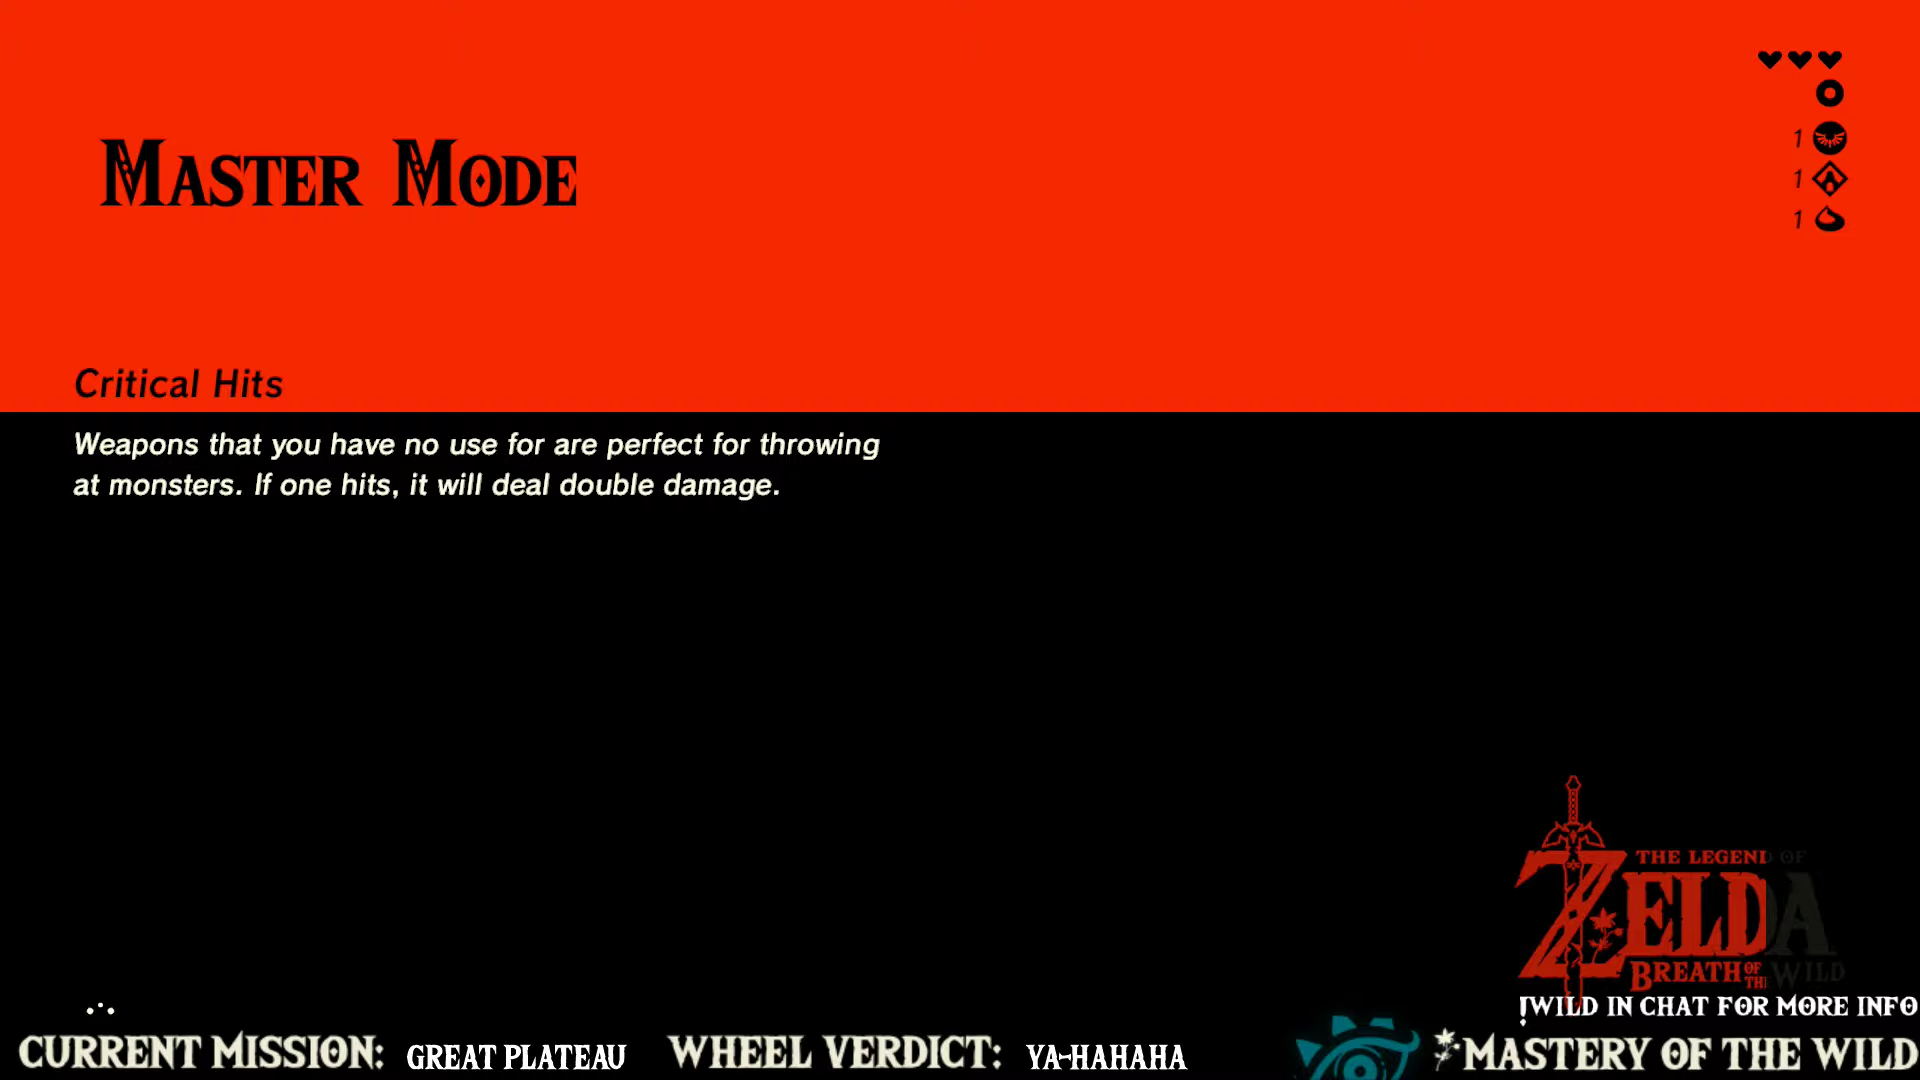 Master Mode
1
1
1
Critical Hits
Weapons that you have no use for are perfect for throwing
at monsters. If one hits, it will deal double damage.
THE LEGEND OF
ZELDA
BREATH OF THE WILD
!WILD IN CHAT FOR MORE INFO
CURRENT MISSION: GREAT PLATEAU WHEEL VERDICT: YA-HAHAHA *MASTERY OF THE WILD